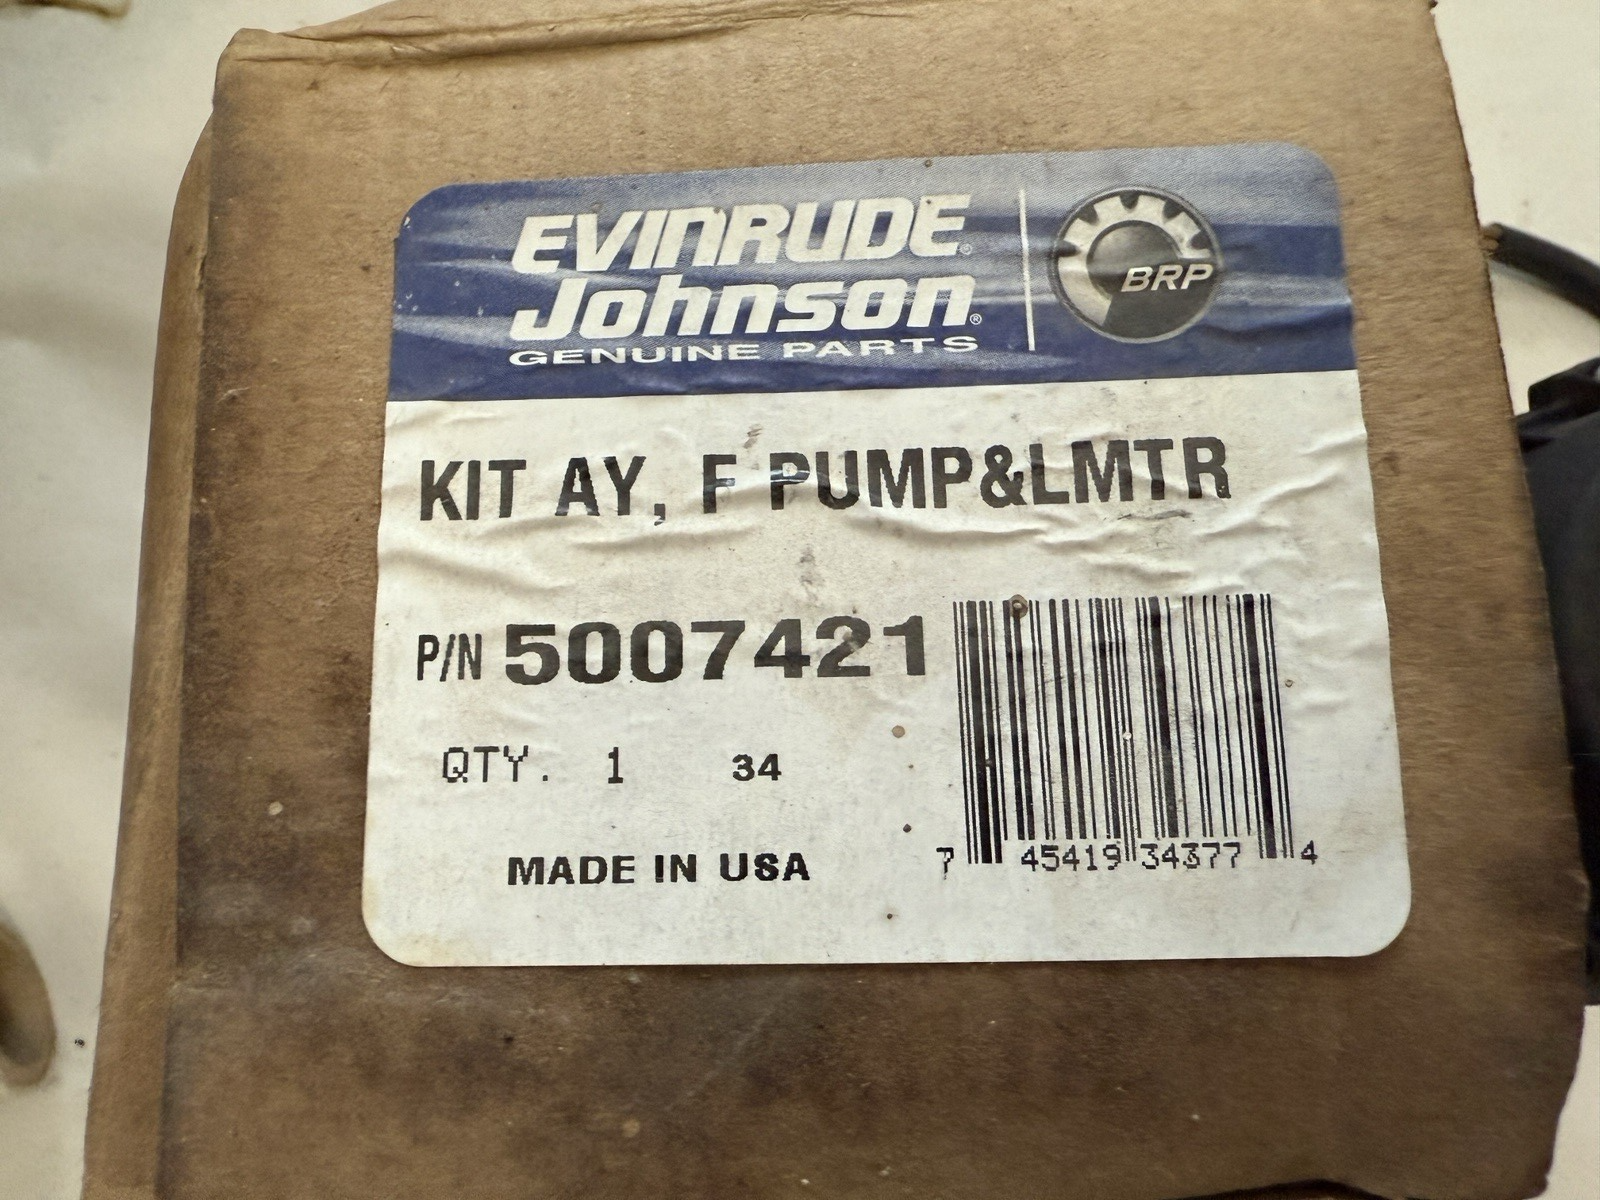 EVINRUDE®
Johnson®
GENUINE PARTS
BRP
KIT AY, F PUMP&LMTR
P/N 5007421
QTY. 1 34
MADE IN USA
7 45419 34377 4